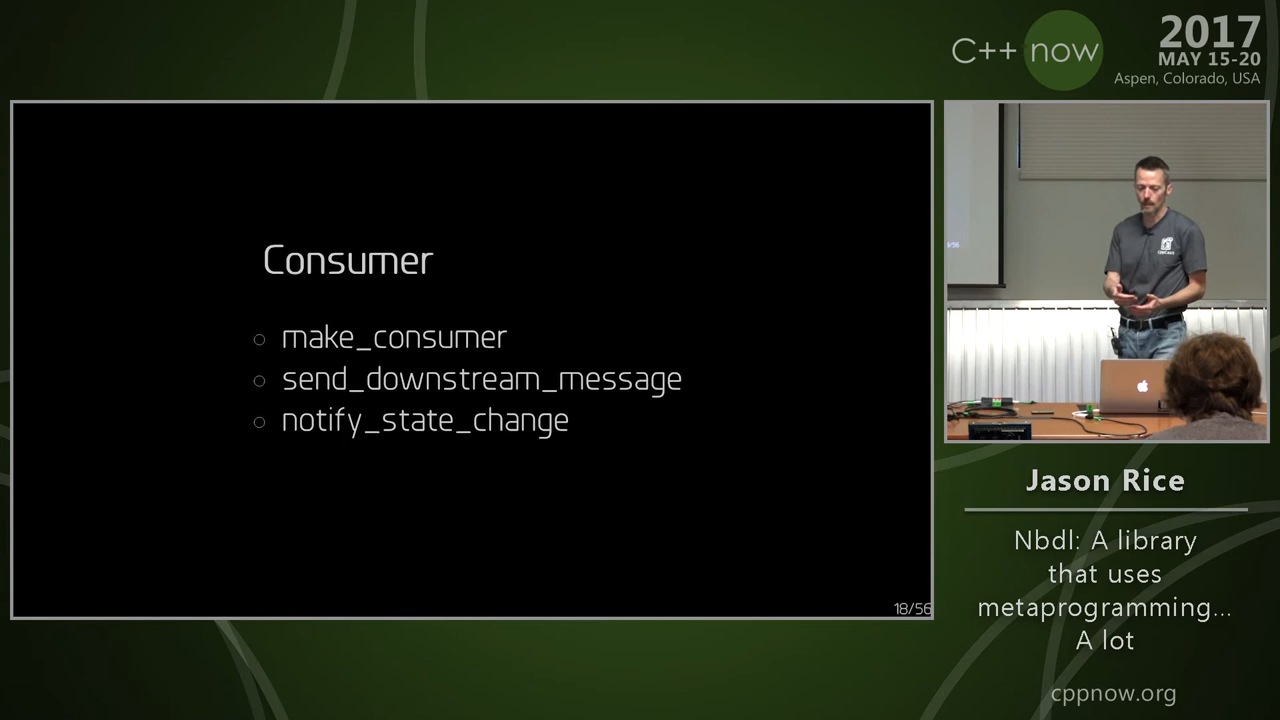 C++ now
2017
MAY 15-20
Aspen, Colorado, USA
Consumer
make_consumer
send_downstream_message
notify_state_change
18/56
Jason Rice
Nbdl: A library
that uses
metaprogramming...
A lot
cppnow.org